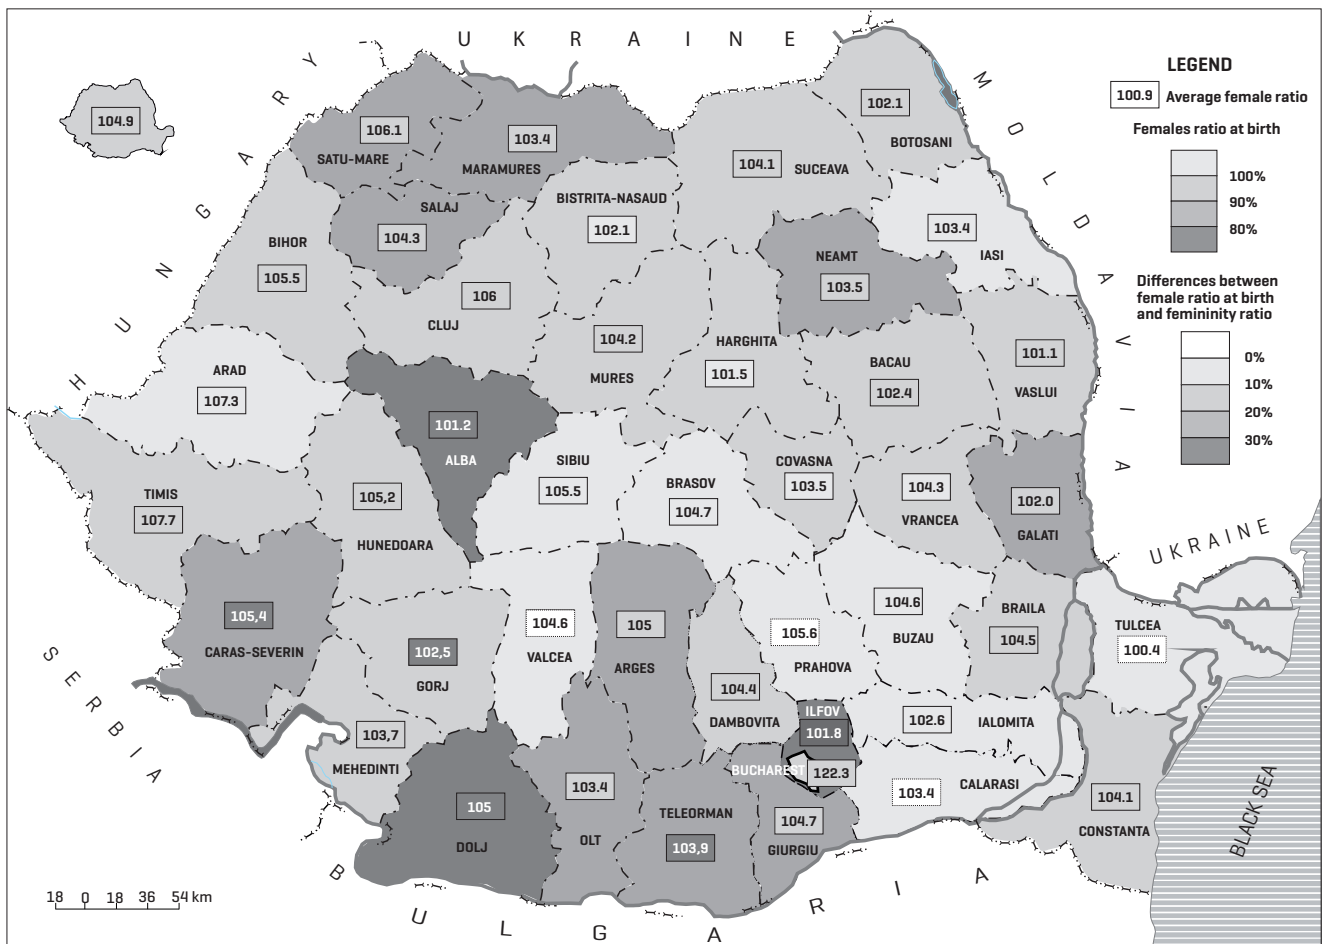 UKRAINE
HUNGARY
MOLDAVIA
LEGEND
100.9 Average female ratio
Females ratio at birth
100%
90%
80%
Differences between
female ratio at birth
and femininity ratio
0%
10%
20%
30%
104.9
106.1
SATU-MARE
103.4
MARAMURES
102.1
BOTOSANI
104.1
SUCEAVA
SALAJ
104.3
BISTRITA-NASAUD
102.1
103.4
IASI
BIHOR
105.5
NEAMT
103.5
106
CLUJ
104.2
MURES
HARGHITA
101.5
BACAU
102.4
101.1
VASLUI
ARAD
107.3
101.2
ALBA
SIBIU
105.5
BRASOV
104.7
COVASNA
103.5
104.3
VRANCEA
102.0
GALATI
TIMIS
107.7
105,2
HUNEDOARA
UKRAINE
105,4
CARAS-SEVERIN
102,5
GORJ
104.6
VALCEA
105
ARGES
104.4
DAMBOVITA
105.6
PRAHOVA
104.6
BUZAU
BRAILA
104.5
TULCEA
100.4
SERBIA
103,7
MEHEDINTI
ILFOV
101.8
BUCHAREST
122.3
102.6
IALOMITA
103.4
CALARASI
104.1
CONSTANTA
105
DOLJ
103.4
OLT
TELEORMAN
103,9
104.7
GIURGIU
BLACK SEA
BULGARIA
18 0 18 36 54 km